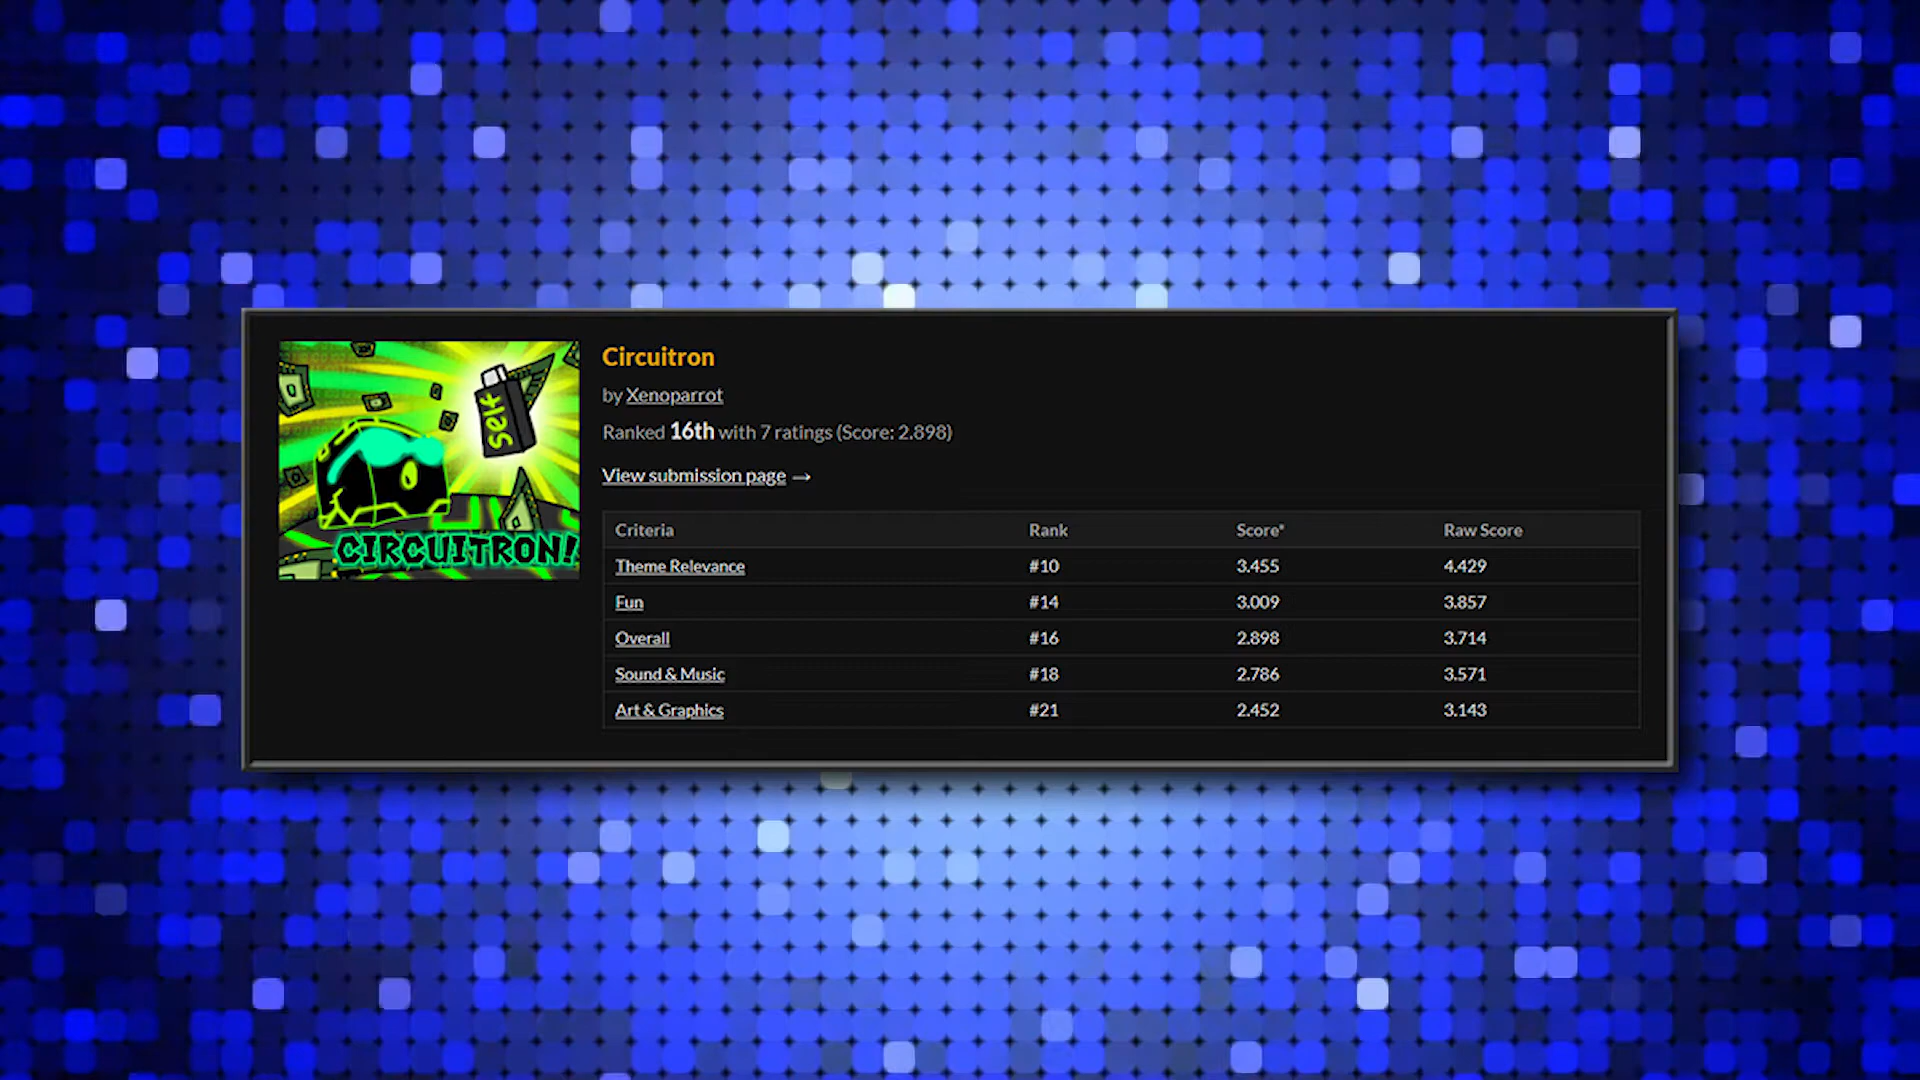 self
CIRCUITRON!
Circuitron
by Xenoparrot
Ranked 16th with 7 ratings (Score: 2.898)
View submission page →
Criteria Rank Score* Raw Score
Theme Relevance #10 3.455 4.429
Fun #14 3.009 3.857
Overall #16 2.898 3.714
Sound & Music #18 2.786 3.571
Art & Graphics #21 2.452 3.143